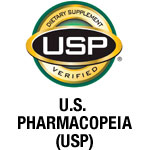 DIETARY SUPPLEMENT
USP
®
VERIFIED
U.S.
PHARMACOPEIA
(USP)